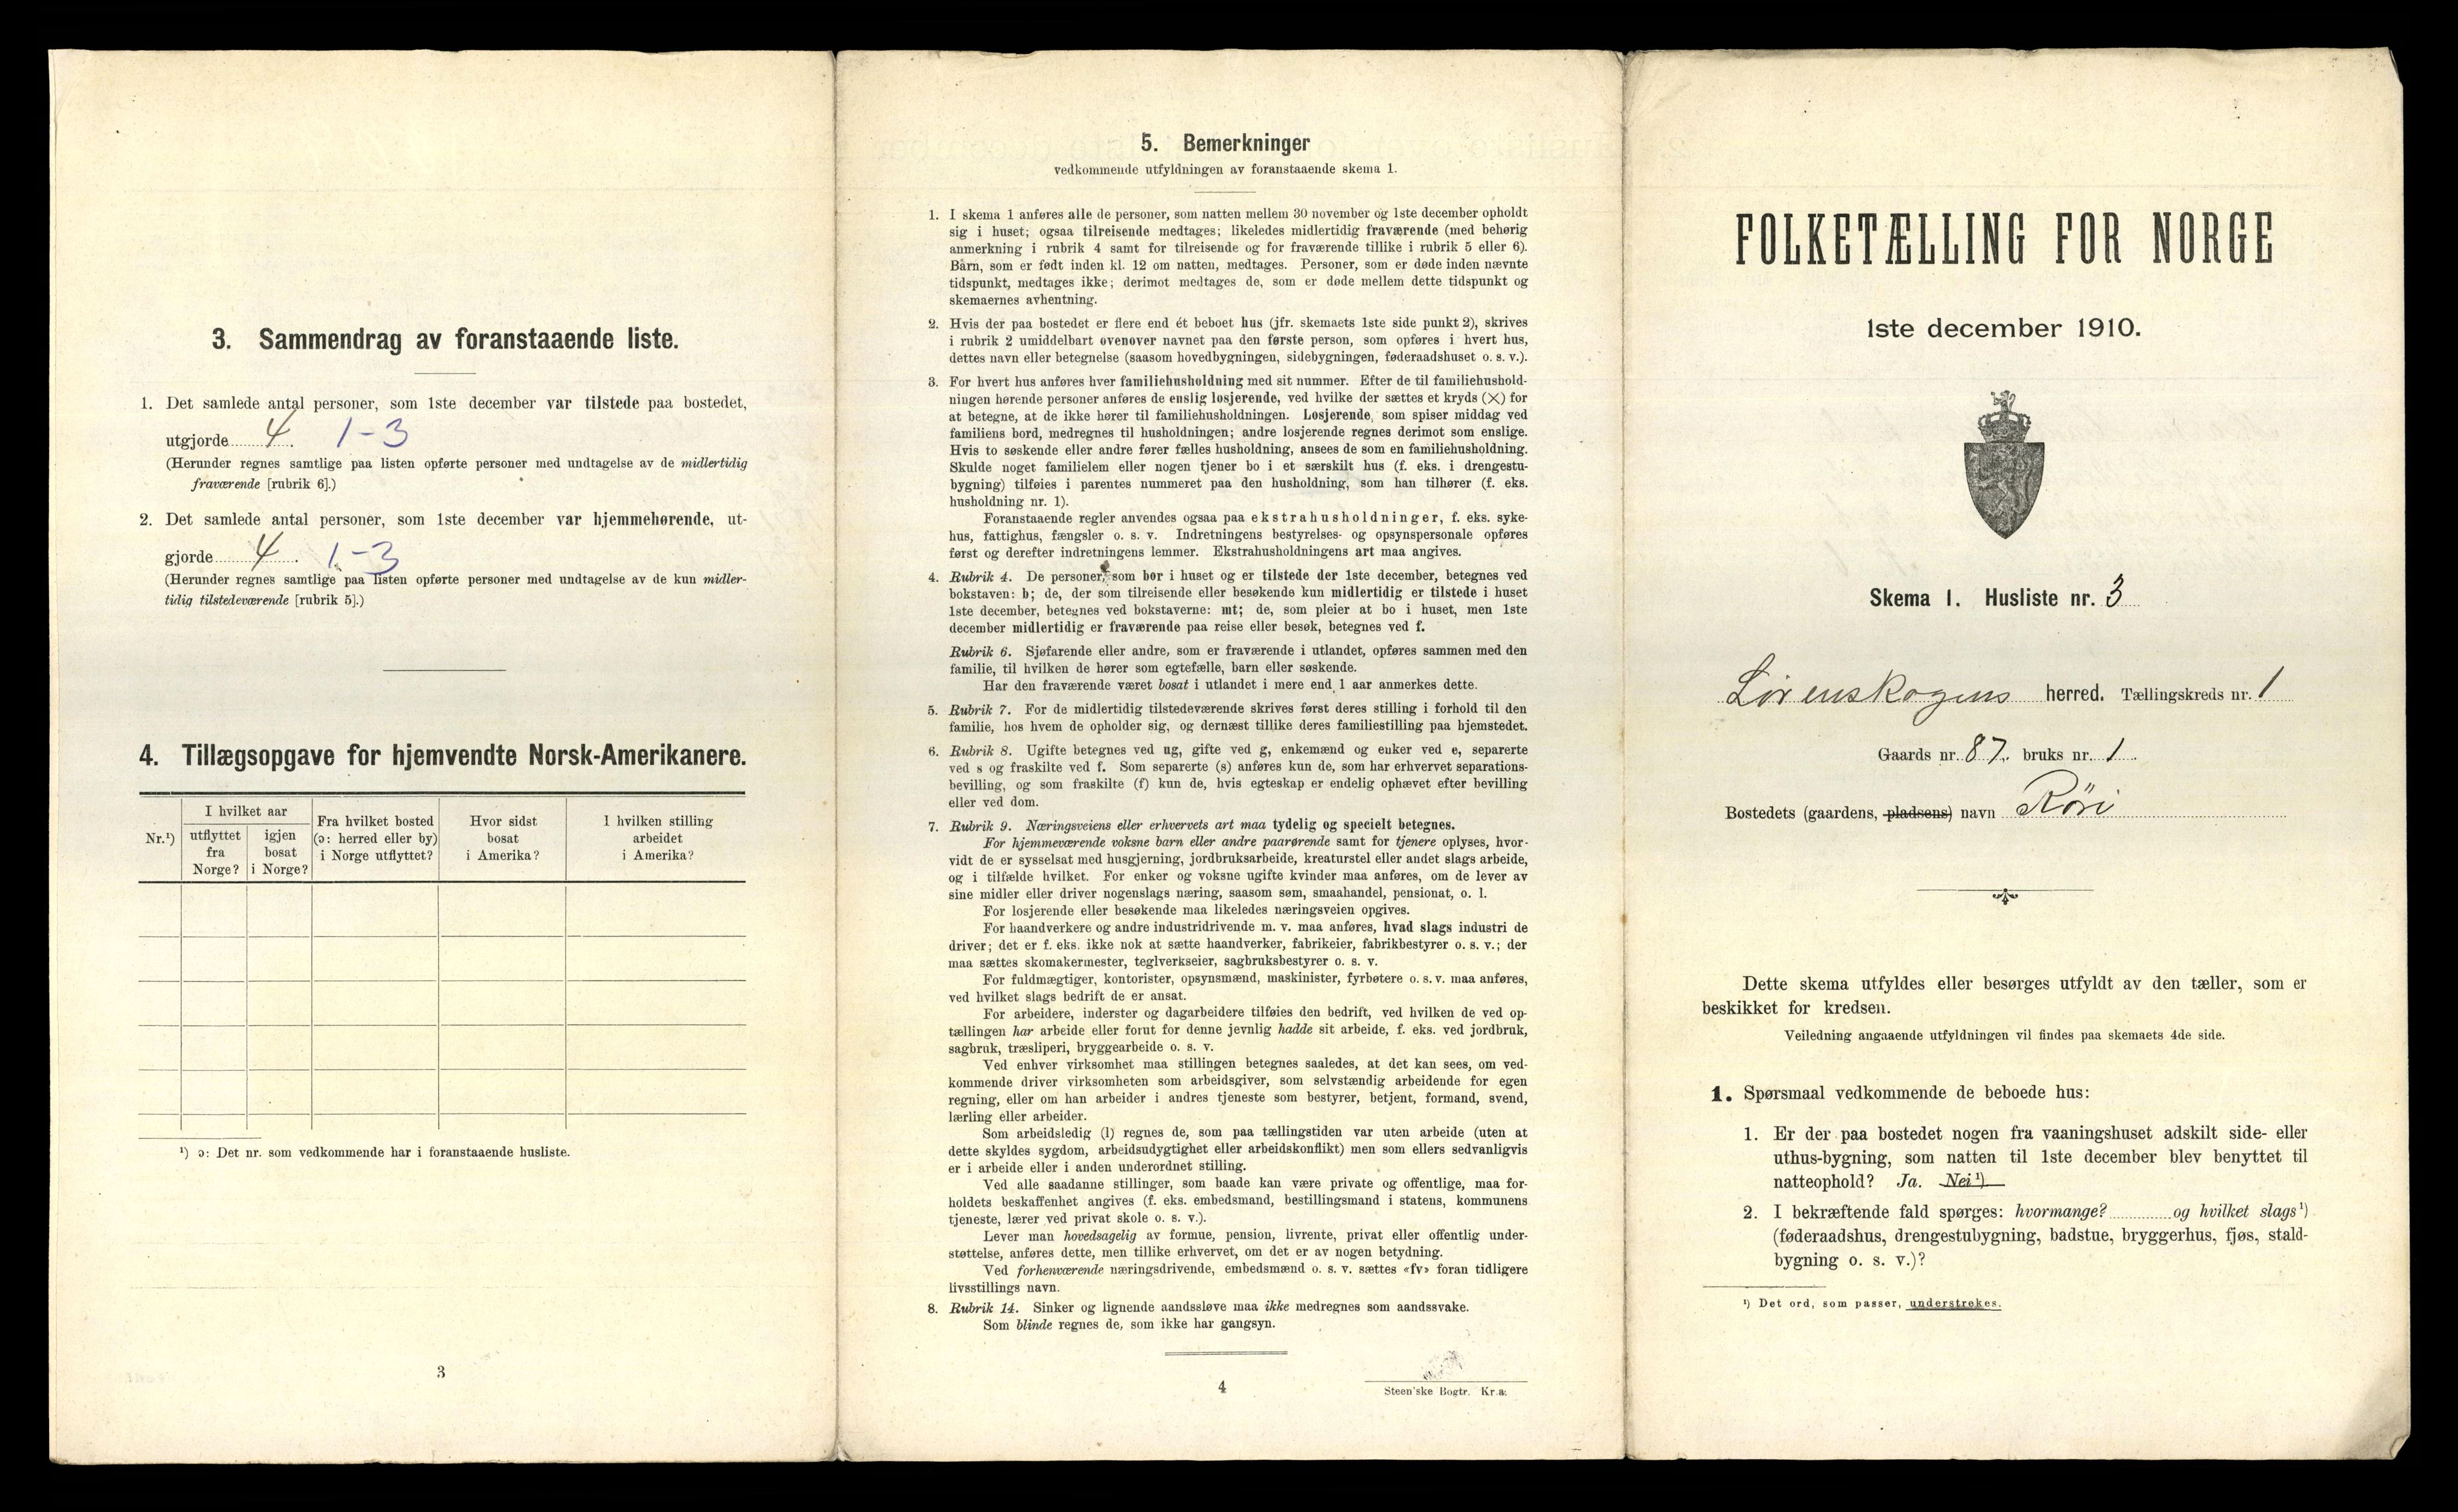 3. Sammendrag av foranstaaende liste.
1. Det samlede antal personer, som 1ste december var tilstede paa bostedet,
utgjorde 4. 1-3
(Herunder regnes samtlige paa listen opførte personer med undtagelse av de midlertidig
fraværende [rubrik 6].)
2. Det samlede antal personer, som 1ste december var hjemmehørende, ut-
gjorde 4. 1-3
(Herunder regnes samtlige paa listen opførte personer med undtagelse av de kun midler-
tidig tilstedeværende [rubrik 5].)
4. Tillægsopgave for hjemvendte Norsk-Amerikanere.
Nr.¹)
I hvilket aar
utflyttet
fra
Norge?
igjen
bosat
i Norge?
Fra hvilket bosted
(ɔ: herred eller by)
i Norge utflyttet?
Hvor sidst
bosat
i Amerika?
I hvilken stilling
arbeidet
i Amerika?
¹) ɔ: Det nr. som vedkommende har i foranstaaende husliste.
3
5. Bemerkninger
vedkommende utfyldningen av foranstaaende skema 1.
1. I skema 1 anføres alle de personer, som natten mellem 30 november og 1ste december opholdt
sig i huset; ogsaa tilreisende medtages; likeledes midlertidig fraværende (med behørig
anmerkning i rubrik 4 samt for tilreisende og for fraværende tillike i rubrik 5 eller 6).
Barn, som er født inden kl. 12 om natten, medtages. Personer, som er døde inden nævnte
tidspunkt, medtages ikke; derimot medtages de, som er døde mellem dette tidspunkt og
skemaernes avhentning.
2. Hvis der paa bostedet er flere end ét beboet hus (jfr. skemaets 1ste side punkt 2), skrives
i rubrik 2 umiddelbart ovenover navnet paa den første person, som opføres i hvert hus,
dettes navn eller betegnelse (saasom hovedbygningen, sidebygningen, føderaadshuset o. s. v.).
3. For hvert hus anføres hver familiehusholdning med sit nummer. Efter de til familiehushold-
ningen hørende personer anføres de enslig losjerende, ved hvilke der sættes et kryds (×) for
at betegne, at de ikke hører til familiehusholdningen. Losjerende, som spiser middag ved
familiens bord, medregnes til husholdningen; andre losjerende regnes derimot som enslige.
Hvis to søskende eller andre fører fælles husholdning, ansees de som en familiehusholdning.
Skulde noget familielem eller nogen tjener bo i et særskilt hus (f. eks. i drengestu-
bygning) tilføies i parentes nummeret paa den husholdning, som han tilhører (f. eks.
husholdning nr. 1).
Foranstaaende regler anvendes ogsaa paa ekstrahusholdninger, f. eks. syke-
hus, fattighus, fængsler o. s. v. Indretningens bestyrelses- og opsynspersonale opføres
først og derefter indretningens lemmer. Ekstrahusholdningens art maa angives.
4. Rubrik 4. De personer, som bor i huset og er tilstede der 1ste december, betegnes ved
bokstaven: b; de, der som tilreisende eller besøkende kun midlertidig er tilstede i huset
1ste december, betegnes ved bokstaverne: mt; de, som pleier at bo i huset, men 1ste
december midlertidig er fraværende paa reise eller besøk, betegnes ved f.
Rubrik 6. Sjøfarende eller andre, som er fraværende i utlandet, opføres sammen med den
familie, til hvilken de hører som egtefælle, barn eller søskende.
Har den fraværende været bosat i utlandet i mere end 1 aar anmerkes dette.
5. Rubrik 7. For de midlertidig tilstedeværende skrives først deres stilling i forhold til den
familie, hos hvem de opholder sig, og dernæst tillike deres familiestilling paa hjemstedet.
6. Rubrik 8. Ugifte betegnes ved ug, gifte ved g, enkemænd og enker ved e, separerte
ved s og fraskilte ved f. Som separerte (s) anføres kun de, som har erhvervet separations-
bevilling, og som fraskilte (f) kun de, hvis egteskap er endelig ophævet efter bevilling
eller ved dom.
7. Rubrik 9. Næringsveiens eller erhvervets art maa tydelig og specielt betegnes.
For hjemmeværende voksne barn eller andre paarørende samt for tjenere oplyses, hvor-
vidt de er sysselsat med husgjerning, jordbruksarbeide, kreaturstel eller andet slags arbeide,
og i tilfælde hvilket. For enker og voksne ugifte kvinder maa anføres, om de lever av
sine midler eller driver nogenslags næring, saasom søm, smaahandel, pensionat, o. l.
For losjerende eller besøkende maa likeledes næringsveien opgives.
For haandverkere og andre industridrivende m. v. maa anføres, hvad slags industri de
driver; det er f. eks. ikke nok at sætte haandverker, fabrikeier, fabrikbestyrer o. s. v.; der
maa sættes skomakermester, teglverkseier, sagbruksbestyrer o. s. v.
For fuldmægtiger, kontorister, opsynsmænd, maskinister, fyrbøtere o. s. v. maa anføres,
ved hvilket slags bedrift de er ansat.
For arbeidere, inderster og dagarbeidere tilføies den bedrift, ved hvilken de ved op-
tællingen har arbeide eller forut for denne jevnlig hadde sit arbeide, f. eks. ved jordbruk,
sagbruk, træsliperi, bryggearbeide o. s. v.
Ved enhver virksomhet maa stillingen betegnes saaledes, at det kan sees, om ved-
kommende driver virksomheten som arbeidsgiver, som selvstændig arbeidende for egen
regning, eller om han arbeider i andres tjeneste som bestyrer, betjent, formand, svend,
lærling eller arbeider.
Som arbeidsledig (l) regnes de, som paa tællingstiden var uten arbeide (uten at
dette skyldes sygdom, arbeidsudygtighet eller arbeidskonflikt) men som ellers sedvanligvis
er i arbeide eller i anden underordnet stilling.
Ved alle saadanne stillinger, som baade kan være private og offentlige, maa for-
holdets beskaffenhet angives (f. eks. embedsmand, bestillingsmand i statens, kommunens
tjeneste, lærer ved privat skole o. s. v.).
Lever man hovedsagelig av formue, pension, livrente, privat eller offentlig under-
støttelse, anføres dette, men tillike erhvervet, om det er av nogen betydning.
Ved forhenværende næringsdrivende, embedsmænd o. s. v. sættes «fv» foran tidligere
livsstillings navn.
8. Rubrik 14. Sinker og lignende aandssløve maa ikke medregnes som aandssvake.
Som blinde regnes de, som ikke har gangsyn.
4
Steen'ske Bogtr. Kr.a.
FOLKETÆLLING FOR NORGE
1ste december 1910.
Skema 1. Husliste nr. 3
Lørenskogens herred. Tællingskreds nr. 1
Gaards nr. 87. bruks nr. 1.
Bostedets (gaardens, pladsens) navn Röri
Dette skema utfyldes eller besørges utfyldt av den tæller, som er
beskikket for kredsen.
Veiledning angaaende utfyldningen vil findes paa skemaets 4de side.
1. Spørsmaal vedkommende de beboede hus:
1. Er der paa bostedet nogen fra vaaningshuset adskilt side- eller
uthus-bygning, som natten til 1ste december blev benyttet til
natteophold? Ja. Nei ¹)
2. I bekræftende fald spørges: hvormange? og hvilket slags ¹)
(føderaadshus, drengestubygning, badstue, bryggerhus, fjøs, stald-
bygning o. s. v.)?
¹) Det ord, som passer, understrekes.